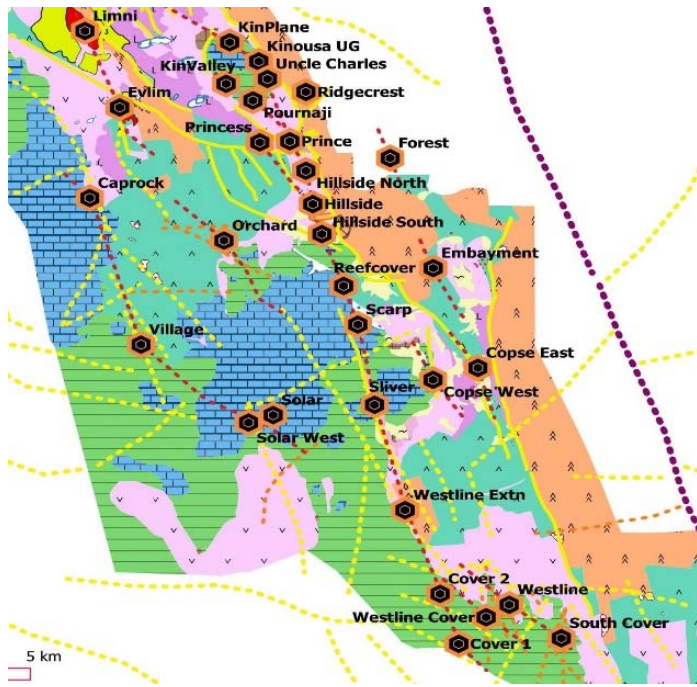 Limni
KinPlane
Kinousa UG
Uncle Charles
KinValley
Ridgecrest
Evlim
Pournaji
Princess
Prince
Forest
Hillside North
Caprock
Hillside
Orchard
Hillside South
Embayment
Reefcover
Scarp
Village
Copse East
Copse West
Sliver
Solar
Solar West
Westline Extn
Cover 2
Westline
Westline Cover
South Cover
Cover 1
5 km